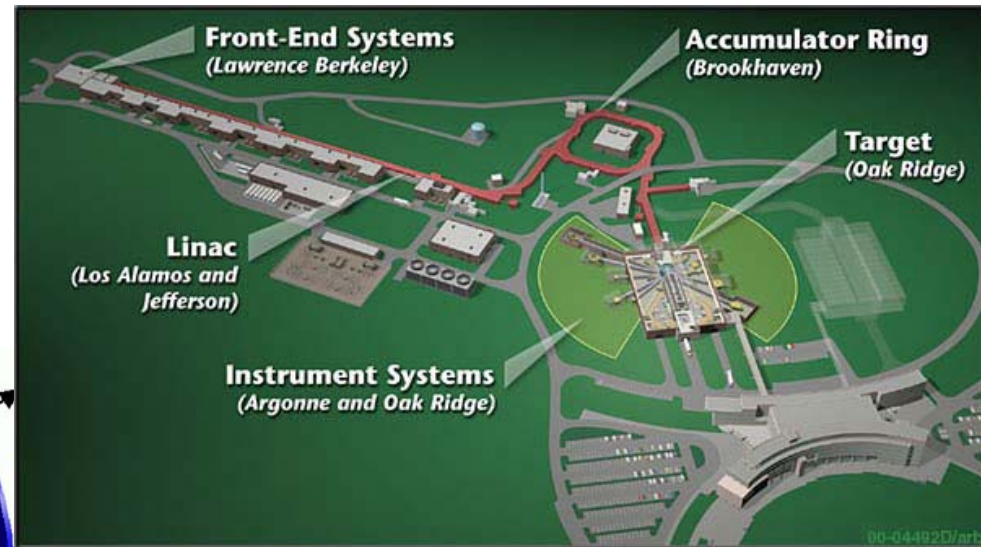 Front-End Systems
(Lawrence Berkeley)
Accumulator Ring
(Brookhaven)
Target
(Oak Ridge)
Linac
(Los Alamos and
Jefferson)
Instrument Systems
(Argonne and Oak Ridge)
00-04492D/arb